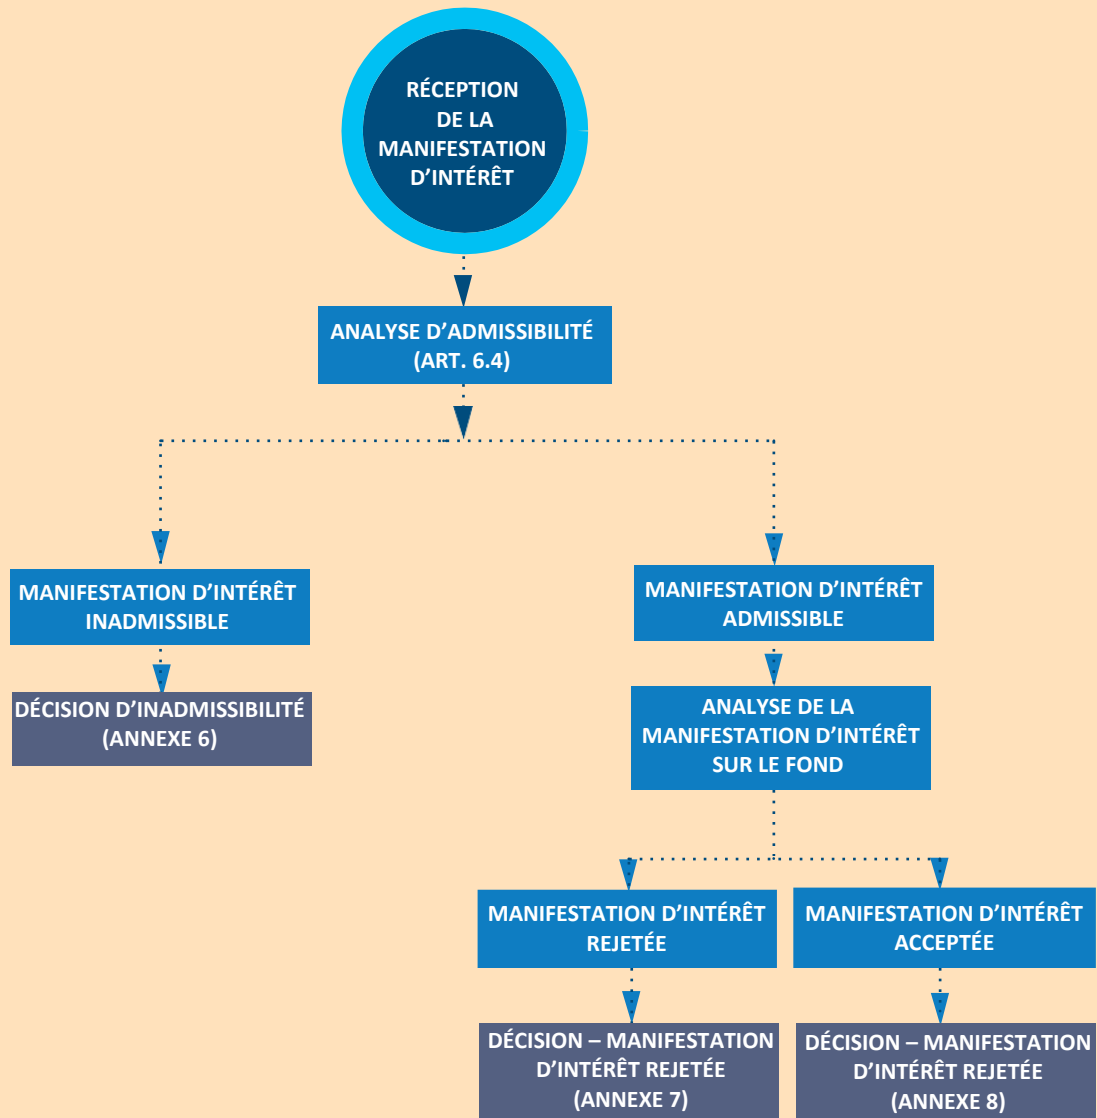 RÉCEPTION
DE LA
MANIFESTATION
D'INTÉRÊT
ANALYSE D'ADMISSIBILITÉ
(ART. 6.4)
MANIFESTATION D'INTÉRÊT
INADMISSIBLE
DÉCISION D'INADMISSIBILITÉ
(ANNEXE 6)
MANIFESTATION D'INTÉRÊT
ADMISSIBLE
ANALYSE DE LA
MANIFESTATION D'INTÉRÊT
SUR LE FOND
MANIFESTATION D'INTÉRÊT
REJETÉE
DÉCISION – MANIFESTATION
D'INTÉRÊT REJETÉE
(ANNEXE 7)
MANIFESTATION D'INTÉRÊT
ACCEPTÉE
DÉCISION – MANIFESTATION
D'INTÉRÊT REJETÉE
(ANNEXE 8)